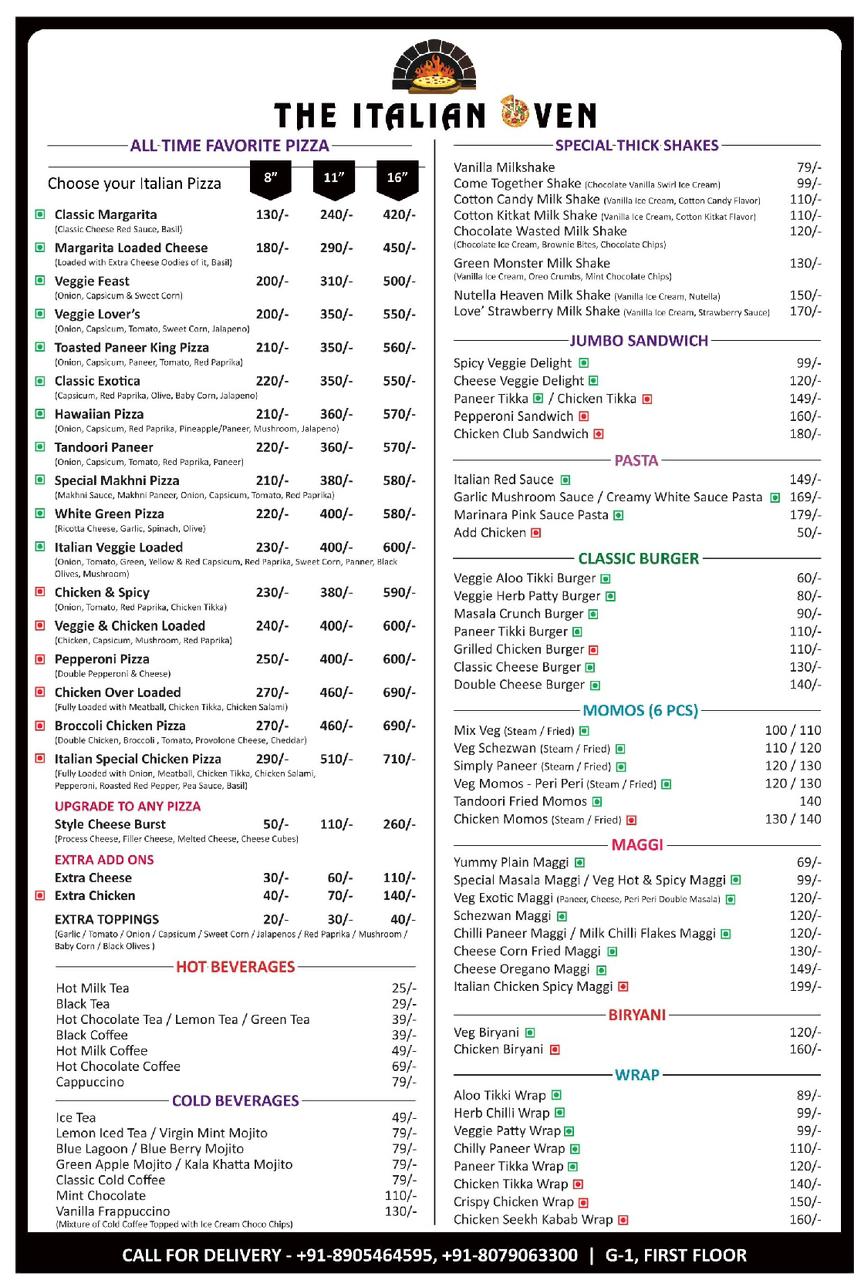 THE ITALIAN OVEN
ALL-TIME FAVORITE PIZZA
Choose your Italian Pizza 8” 11” 16”
Classic Margarita 130/- 240/- 420/-
(Classic Cheese Red Sauce, Basil)
Margarita Loaded Cheese 180/- 290/- 450/-
(Loaded with Extra Cheese Oodies of it, Basil)
Veggie Feast 200/- 310/- 500/-
(Onion, Capsicum & Sweet Corn)
Veggie Lover’s 200/- 350/- 550/-
(Onion, Capsicum, Tomato, Sweet Corn, Jalapeno)
Toasted Paneer King Pizza 210/- 350/- 560/-
(Onion, Capsicum, Paneer, Tomato, Red Paprika)
Classic Exotica 220/- 350/- 550/-
(Capsicum, Red Paprika, Olive, Baby Corn, Jalapeno)
Hawaiian Pizza 210/- 360/- 570/-
(Onion, Capsicum, Red Paprika, Pineapple/Paneer, Mushroom, Jalapeno)
Tandoori Paneer 220/- 360/- 570/-
(Onion, Capsicum, Tomato, Red Paprika, Paneer)
Special Makhni Pizza 210/- 380/- 580/-
(Makhni Sauce, Makhni Paneer, Onion, Capsicum, Tomato, Red Paprika)
White Green Pizza 220/- 400/- 580/-
(Ricotta Cheese, Garlic, Spinach, Olive)
Italian Veggie Loaded 230/- 400/- 600/-
(Onion, Tomato, Green, Yellow & Red Capsicum, Red Paprika, Sweet Corn, Panner, Black
Olives, Mushroom)
Chicken & Spicy 230/- 380/- 590/-
(Onion, Tomato, Red Paprika, Chicken Tikka)
Veggie & Chicken Loaded 240/- 400/- 600/-
(Chicken, Capsicum, Mushroom, Red Paprika)
Pepperoni Pizza 250/- 400/- 600/-
(Double Pepperoni & Cheese)
Chicken Over Loaded 270/- 460/- 690/-
(Fully Loaded with Meatball, Chicken Tikka, Chicken Salami)
Broccoli Chicken Pizza 270/- 460/- 690/-
(Double Chicken, Broccoli , Tomato, Provolone Cheese, Cheddar)
Italian Special Chicken Pizza 290/- 510/- 710/-
(Fully Loaded with Onion, Meatball, Chicken Tikka, Chicken Salami,
Pepperoni, Roasted Red Pepper, Pea Sauce, Basil)
UPGRADE TO ANY PIZZA
Style Cheese Burst 50/- 110/- 260/-
(Process Cheese, Filler Cheese, Melted Cheese, Cheese Cubes)
EXTRA ADD ONS
Extra Cheese 30/- 60/- 110/-
Extra Chicken 40/- 70/- 140/-
EXTRA TOPPINGS 20/- 30/- 40/-
(Garlic / Tomato / Onion / Capsicum / Sweet Corn / Jalapenos / Red Paprika / Mushroom /
Baby Corn / Black Olives )
HOT BEVERAGES
Hot Milk Tea 25/-
Black Tea 29/-
Hot Chocolate Tea / Lemon Tea / Green Tea 39/-
Black Coffee 39/-
Hot Milk Coffee 49/-
Hot Chocolate Coffee 69/-
Cappuccino 79/-
COLD BEVERAGES
Ice Tea 49/-
Lemon Iced Tea / Virgin Mint Mojito 79/-
Blue Lagoon / Blue Berry Mojito 79/-
Green Apple Mojito / Kala Khatta Mojito 79/-
Classic Cold Coffee 79/-
Mint Chocolate 110/-
Vanilla Frappuccino 130/-
(Mixture of Cold Coffee Topped with Ice Cream Choco Chips)
SPECIAL-THICK SHAKES
Vanilla Milkshake 79/-
Come Together Shake (Chocolate Vanilla Swirl Ice Cream) 99/-
Cotton Candy Milk Shake (Vanilla Ice Cream, Cotton Candy Flavor) 110/-
Cotton Kitkat Milk Shake (Vanilla Ice Cream, Cotton Kitkat Flavor) 110/-
Chocolate Wasted Milk Shake 120/-
(Chocolate Ice Cream, Brownie Bites, Chocolate Chips)
Green Monster Milk Shake 130/-
(Vanilla Ice Cream, Oreo Crumbs, Mint Chocolate Chips)
Nutella Heaven Milk Shake (Vanilla Ice Cream, Nutella) 150/-
Love’ Strawberry Milk Shake (Vanilla Ice Cream, Strawberry Sauce) 170/-
JUMBO SANDWICH
Spicy Veggie Delight 99/-
Cheese Veggie Delight 120/-
Paneer Tikka / Chicken Tikka 149/-
Pepperoni Sandwich 160/-
Chicken Club Sandwich 180/-
PASTA
Italian Red Sauce 149/-
Garlic Mushroom Sauce / Creamy White Sauce Pasta 169/-
Marinara Pink Sauce Pasta 179/-
Add Chicken 50/-
CLASSIC BURGER
Veggie Aloo Tikki Burger 60/-
Veggie Herb Patty Burger 80/-
Masala Crunch Burger 90/-
Paneer Tikki Burger 110/-
Grilled Chicken Burger 110/-
Classic Cheese Burger 130/-
Double Cheese Burger 140/-
MOMOS (6 PCS)
Mix Veg (Steam / Fried) 100 / 110
Veg Schezwan (Steam / Fried) 110 / 120
Simply Paneer (Steam / Fried) 120 / 130
Veg Momos - Peri Peri (Steam / Fried) 120 / 130
Tandoori Fried Momos 140
Chicken Momos (Steam / Fried) 130 / 140
MAGGI
Yummy Plain Maggi 69/-
Special Masala Maggi / Veg Hot & Spicy Maggi 99/-
Veg Exotic Maggi (Paneer, Cheese, Peri Peri Double Masala) 120/-
Schezwan Maggi 120/-
Chilli Paneer Maggi / Milk Chilli Flakes Maggi 120/-
Cheese Corn Fried Maggi 130/-
Cheese Oregano Maggi 149/-
Italian Chicken Spicy Maggi 199/-
BIRYANI
Veg Biryani 120/-
Chicken Biryani 160/-
WRAP
Aloo Tikki Wrap 89/-
Herb Chilli Wrap 99/-
Veggie Patty Wrap 99/-
Chilly Paneer Wrap 110/-
Paneer Tikka Wrap 120/-
Chicken Tikka Wrap 140/-
Crispy Chicken Wrap 150/-
Chicken Seekh Kabab Wrap 160/-
CALL FOR DELIVERY - +91-8905464595, +91-8079063300 | G-1, FIRST FLOOR